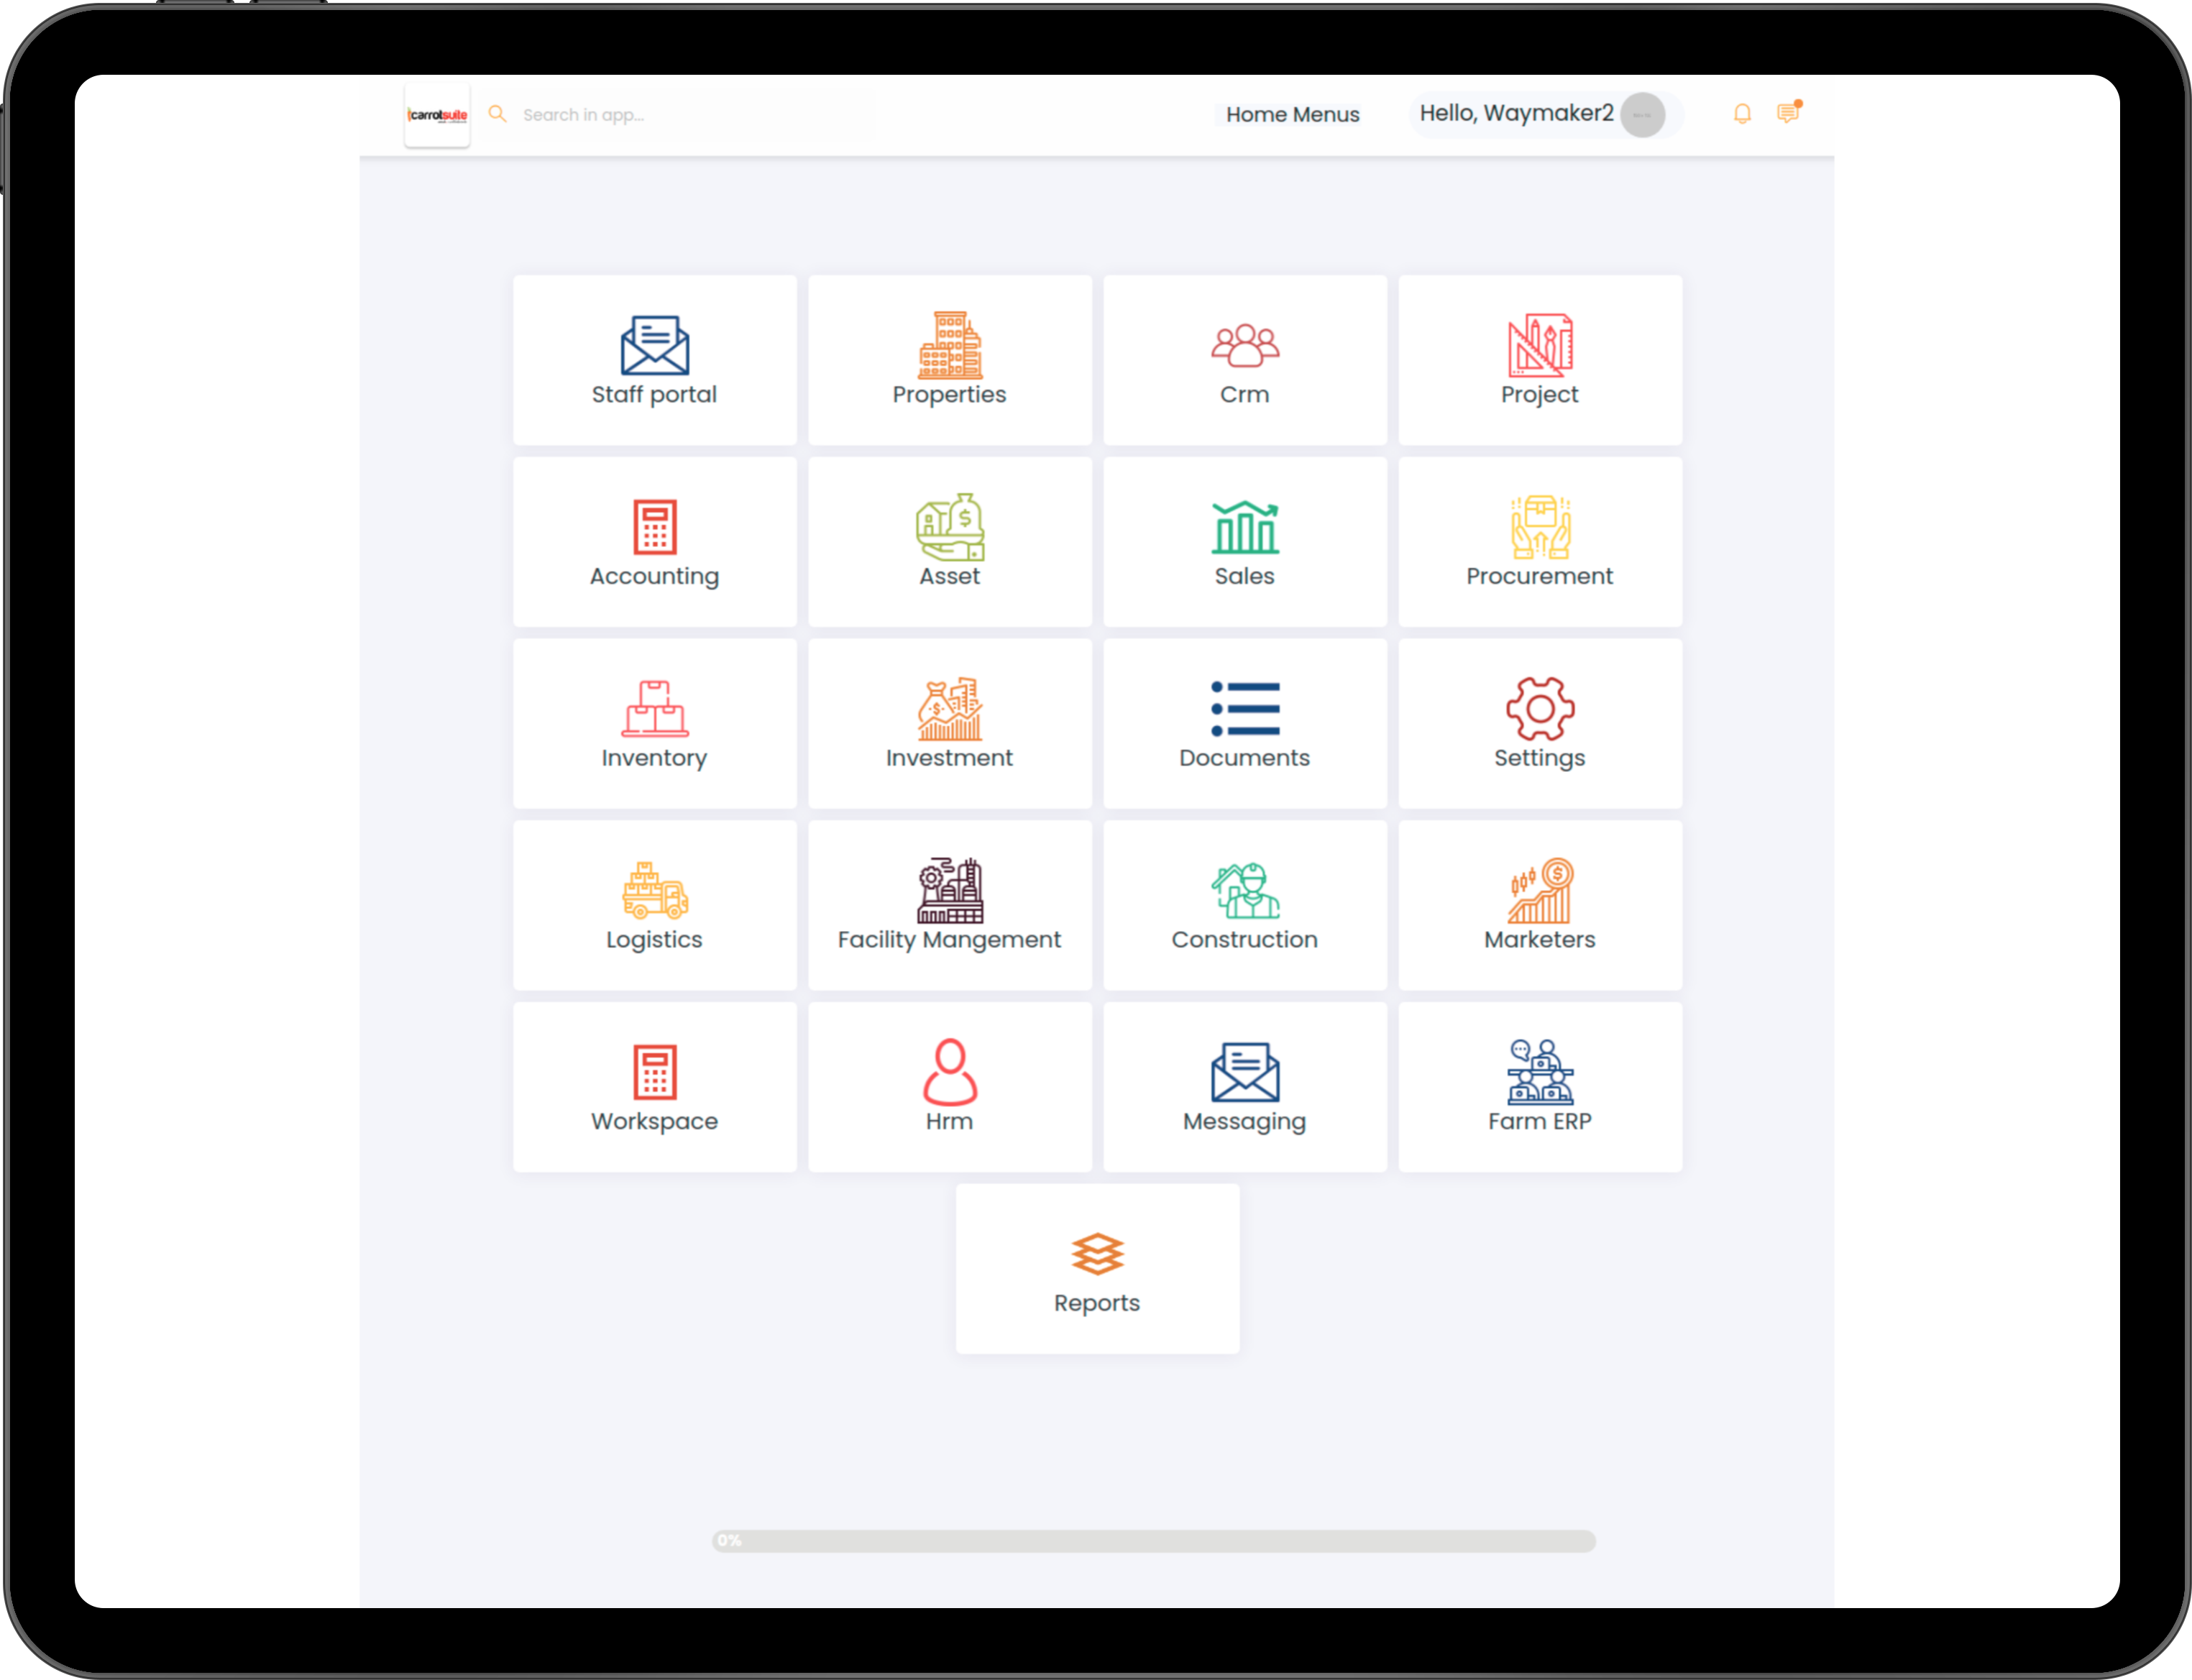 carrotsuite
Search in app...
Home Menus
Hello, Waymaker2
Staff portal
Properties
Crm
Project
Accounting
Asset
Sales
Procurement
Inventory
Investment
Documents
Settings
Logistics
Facility Mangement
Construction
Marketers
Workspace
Hrm
Messaging
Farm ERP
Reports
0%